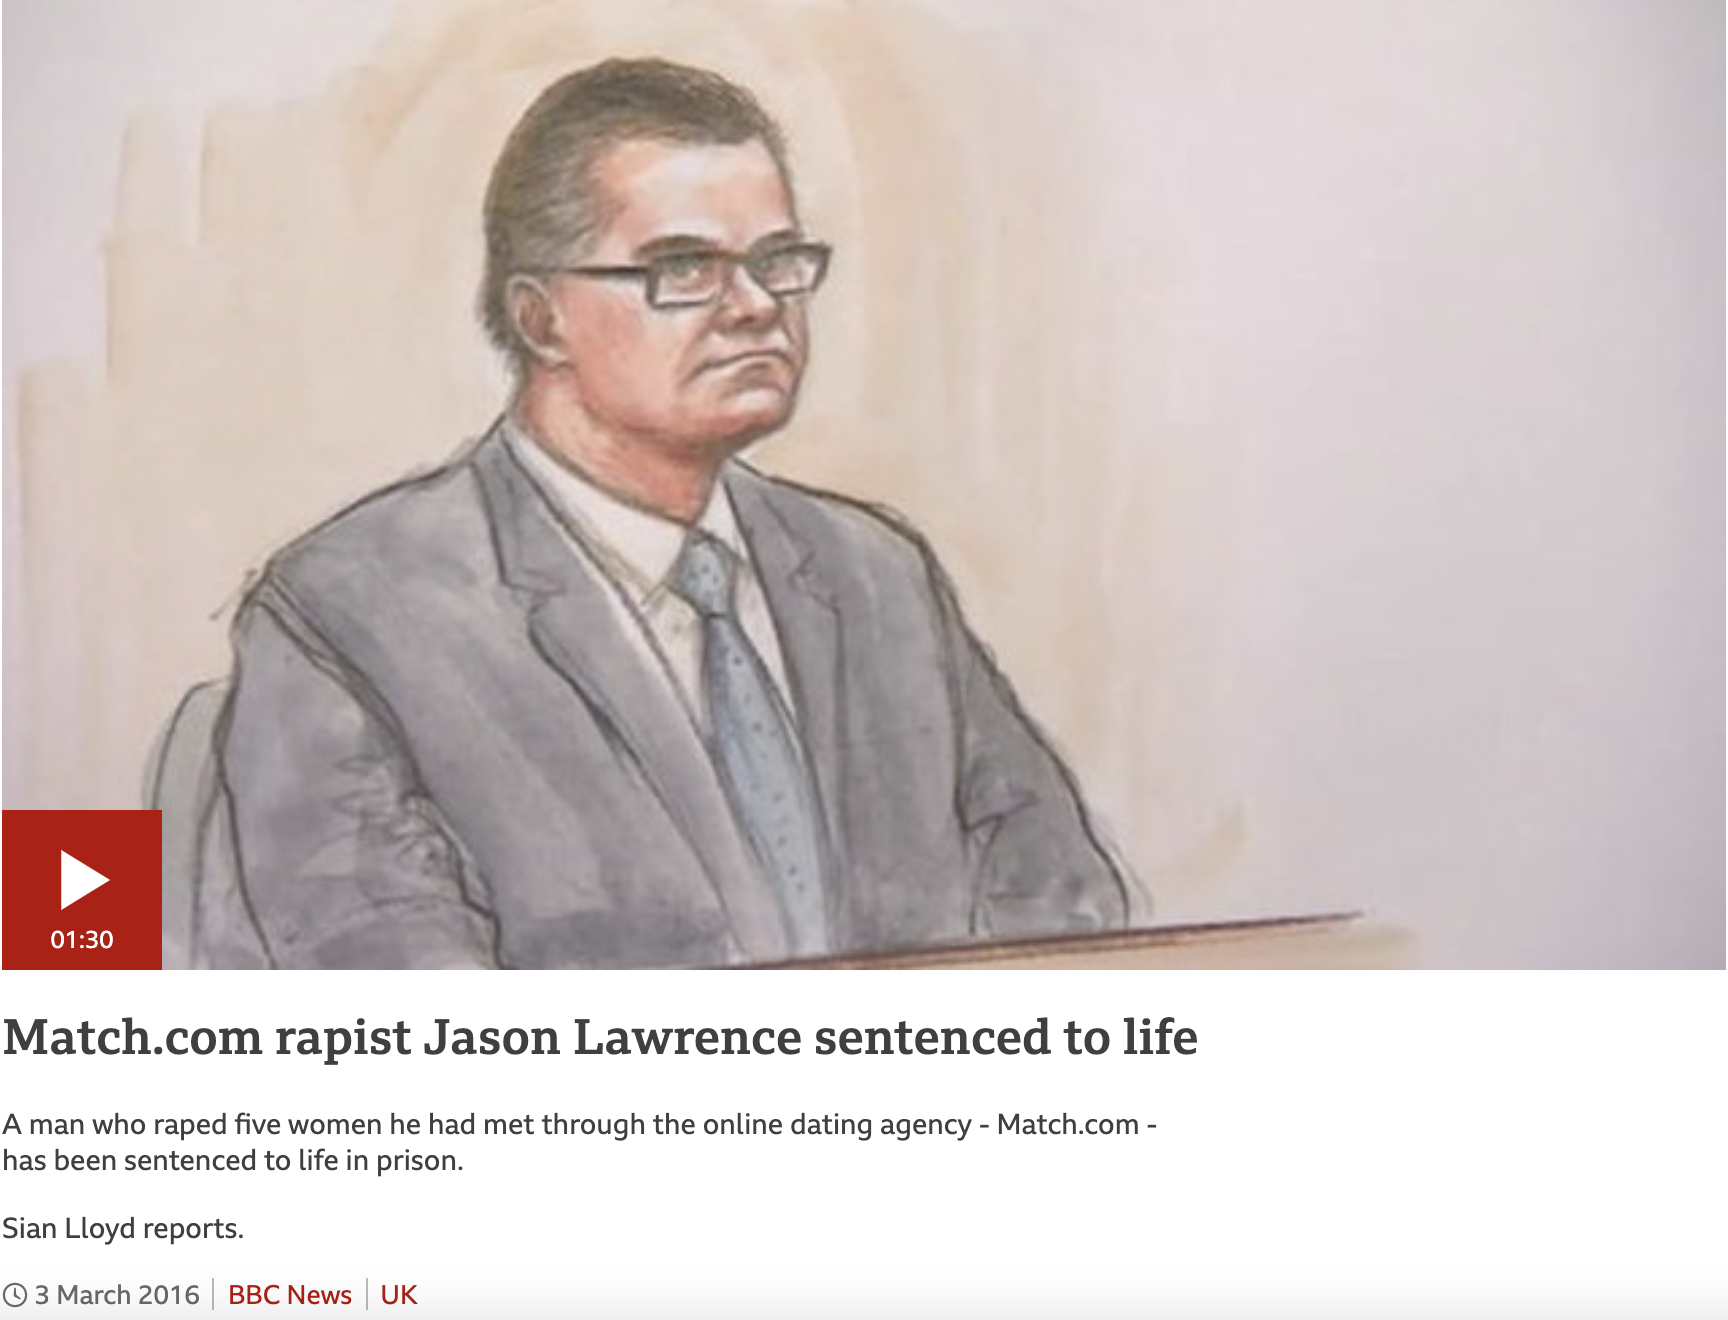 01:30
Match.com rapist Jason Lawrence sentenced to life
A man who raped five women he had met through the online dating agency - Match.com -
has been sentenced to life in prison.
Sian Lloyd reports.
3 March 2016 BBC News UK